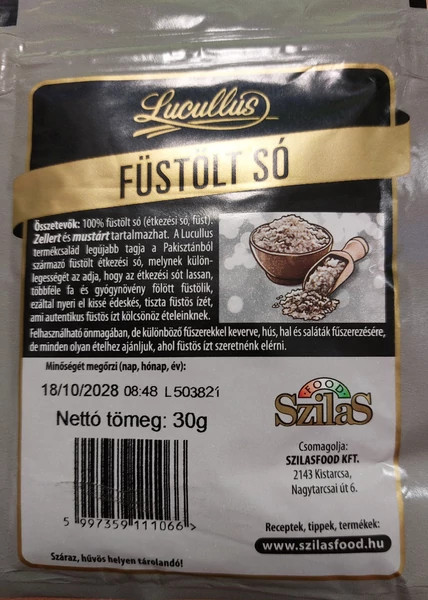 Lucullus
FÜSTÖLT SÓ
Összetevők: 100% füstölt só (étkezési só, füst).
Zellert és mustárt tartalmazhat. A Lucullus
termékcsalád legújabb tagja a Pakisztánból
származó füstölt étkezési só, melynek külön-
legességét az adja, hogy az étkezési sót lassan,
többféle fa és gyógynövény fölött füstölik,
ezáltal nyeri el kissé édeskés, tiszta füstös ízét,
ami autentikus füstös ízt kölcsönöz ételeinknek.
Felhasználható önmagában, de különböző fűszerekkel keverve, hús, hal és saláták fűszerezésére,
de minden olyan ételhez ajánljuk, ahol füstös ízt szeretnénk elérni.
Minőségét megőrzi (nap, hónap, év):
18/10/2028 08:48 L503821
Nettó tömeg: 30g
FOOD
SzilaS
Csomagolja:
SZILASFOOD KFT.
2143 Kistarcsa,
Nagytarcsai út 6.
5 997359 111066 >
Receptek, tippek, termékek:
www.szilasfood.hu
Száraz, hűvös helyen tárolandó!